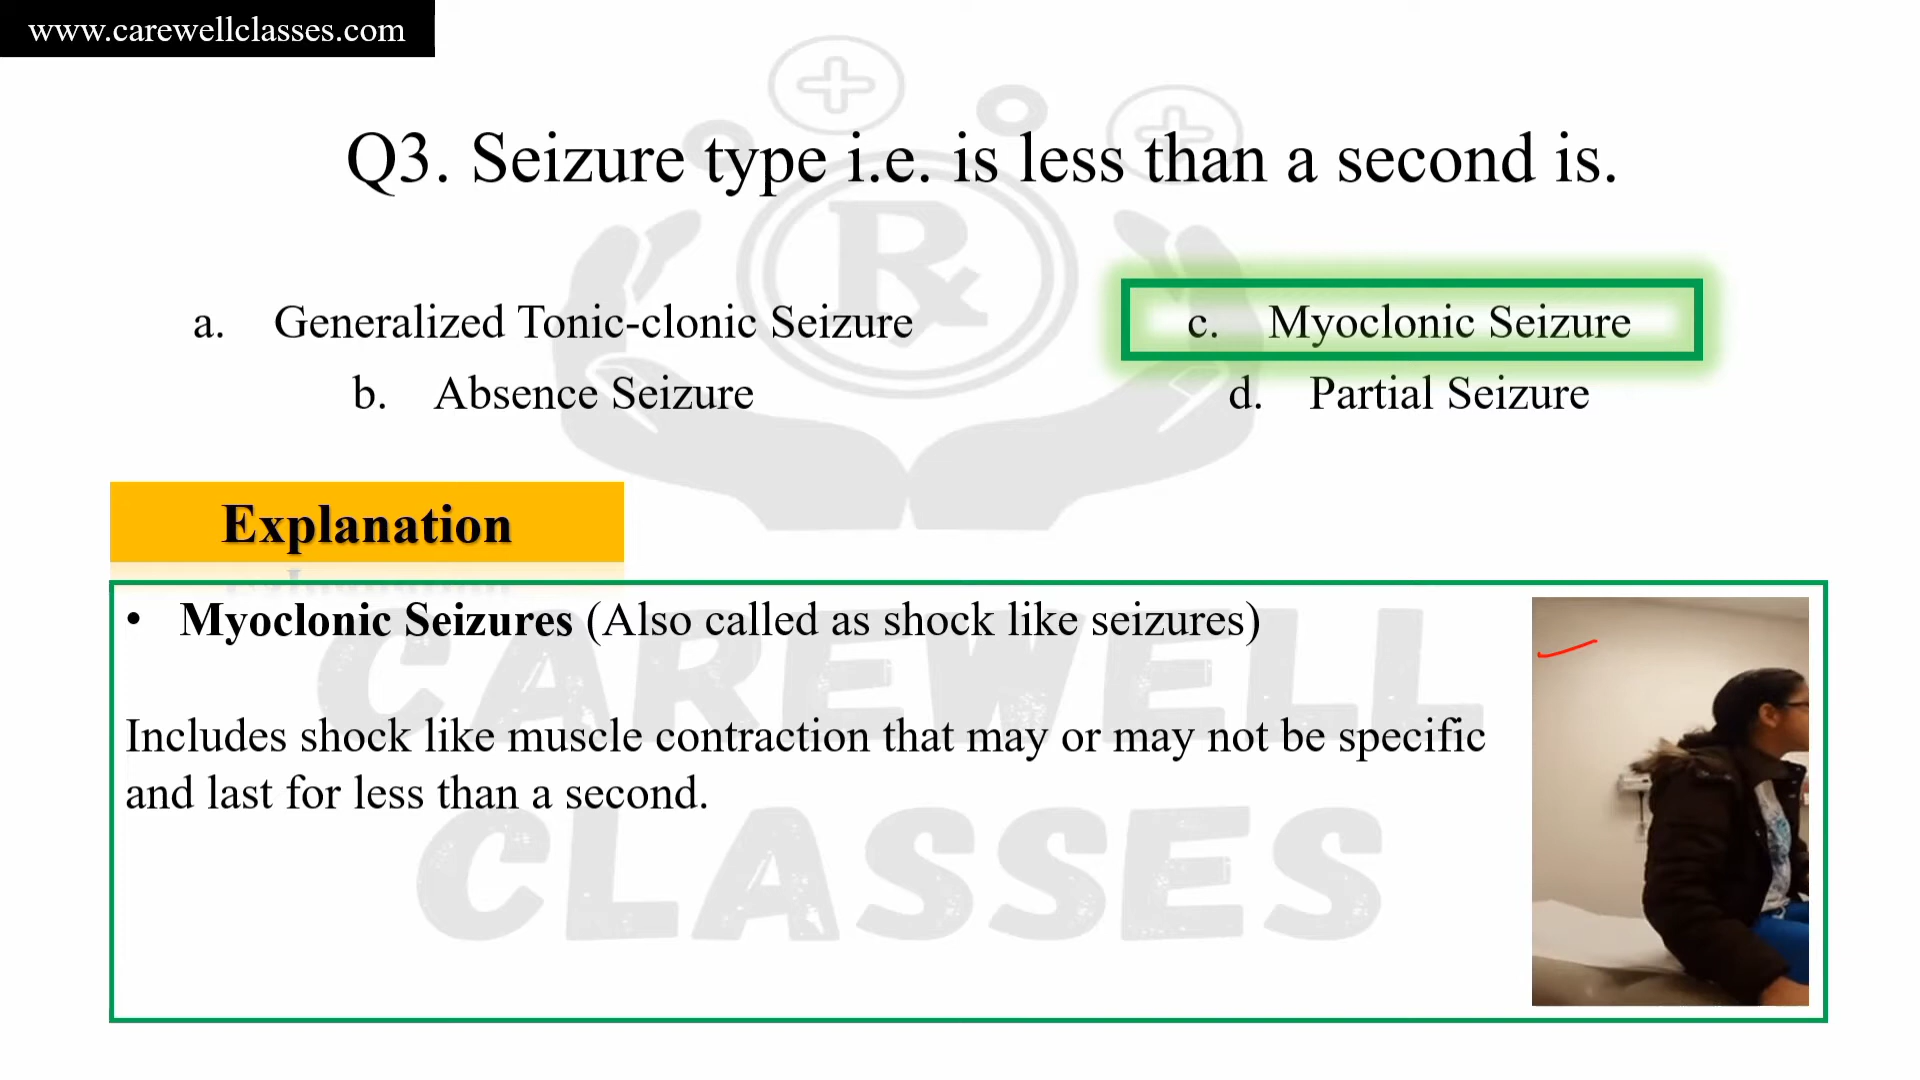 www.carewellclasses.com
Q3. Seizure type i.e. is less than a second is.
a. Generalized Tonic-clonic Seizure
b. Absence Seizure
c. Myoclonic Seizure
d. Partial Seizure
Explanation
• Myoclonic Seizures (Also called as shock like seizures)
Includes shock like muscle contraction that may or may not be specific
and last for less than a second.
Rx
CAREWELL
CLASSES